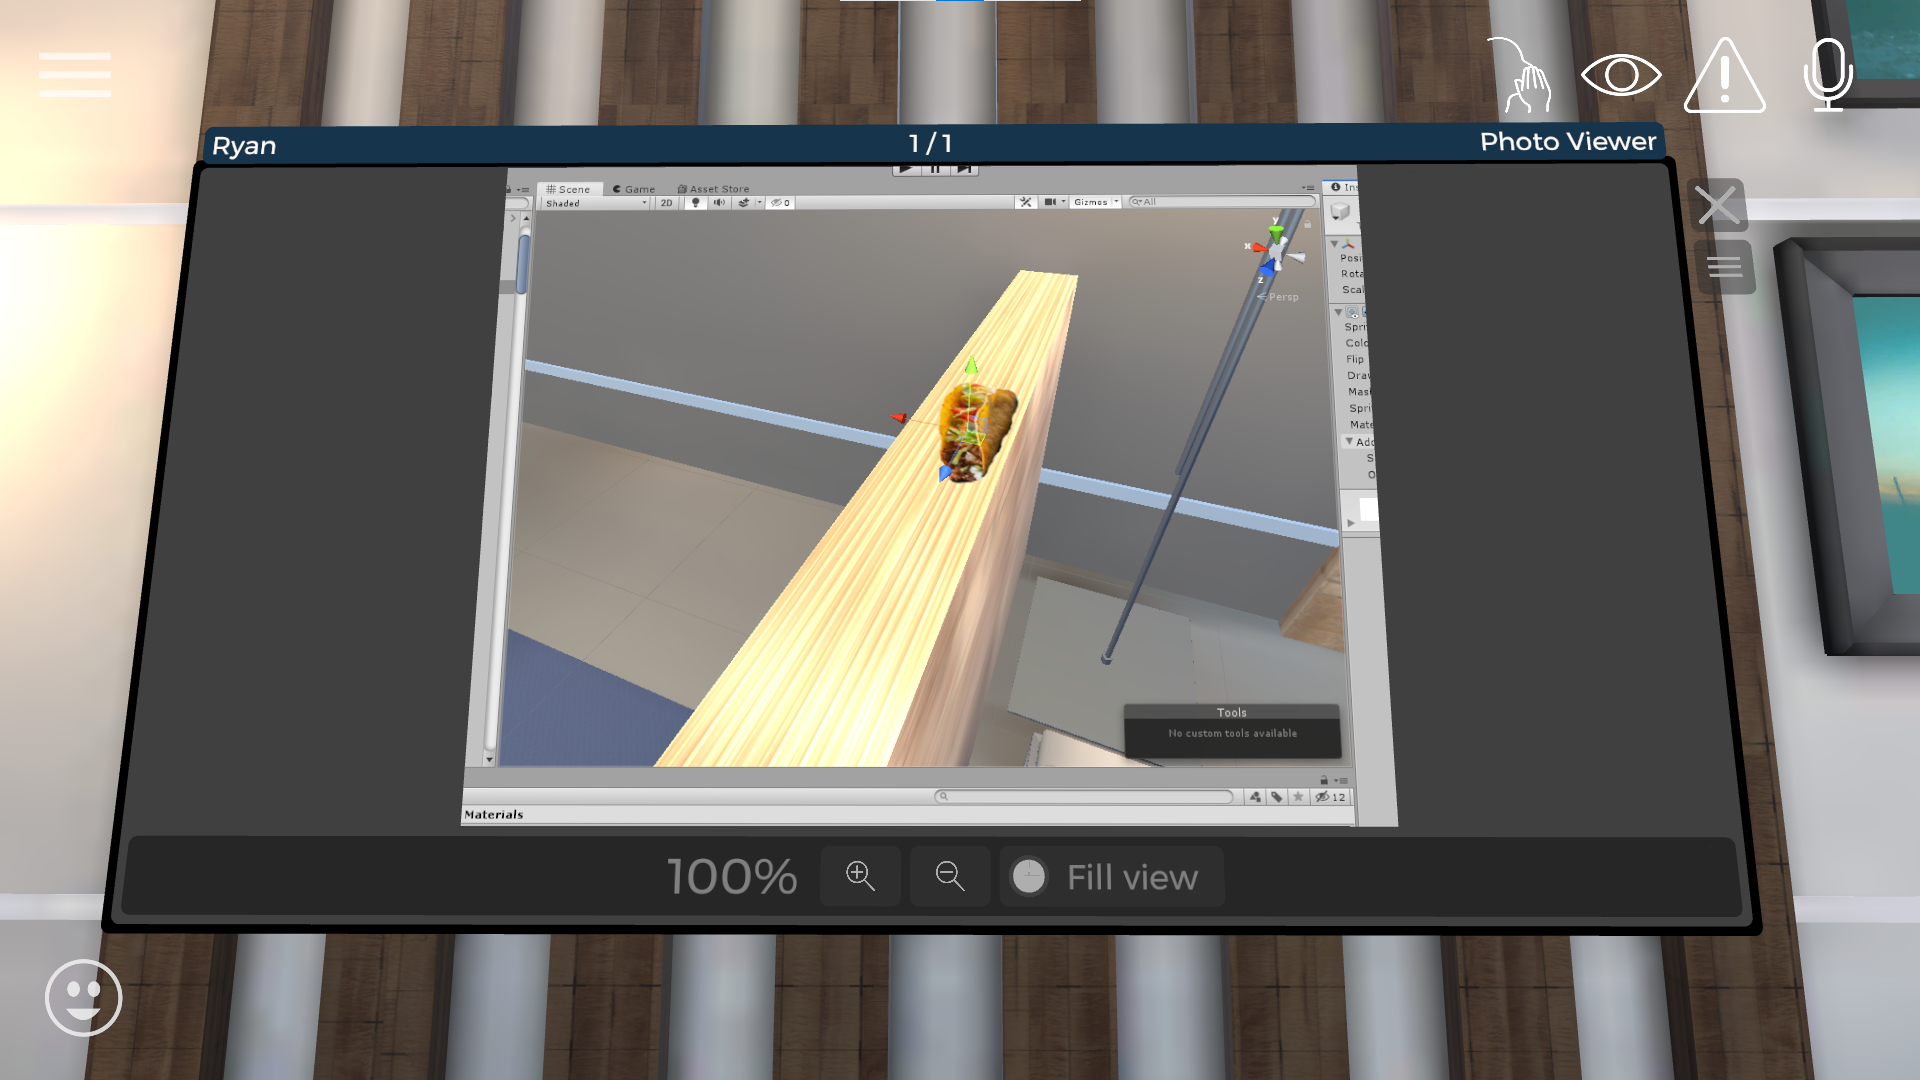 Ryan
1/1
Photo Viewer
Scene
Game
Asset Store
Shaded
2D
0
Gizmos
All
y
x
z
Persp
Tools
No custom tools available
12
Materials
100%
Fill view